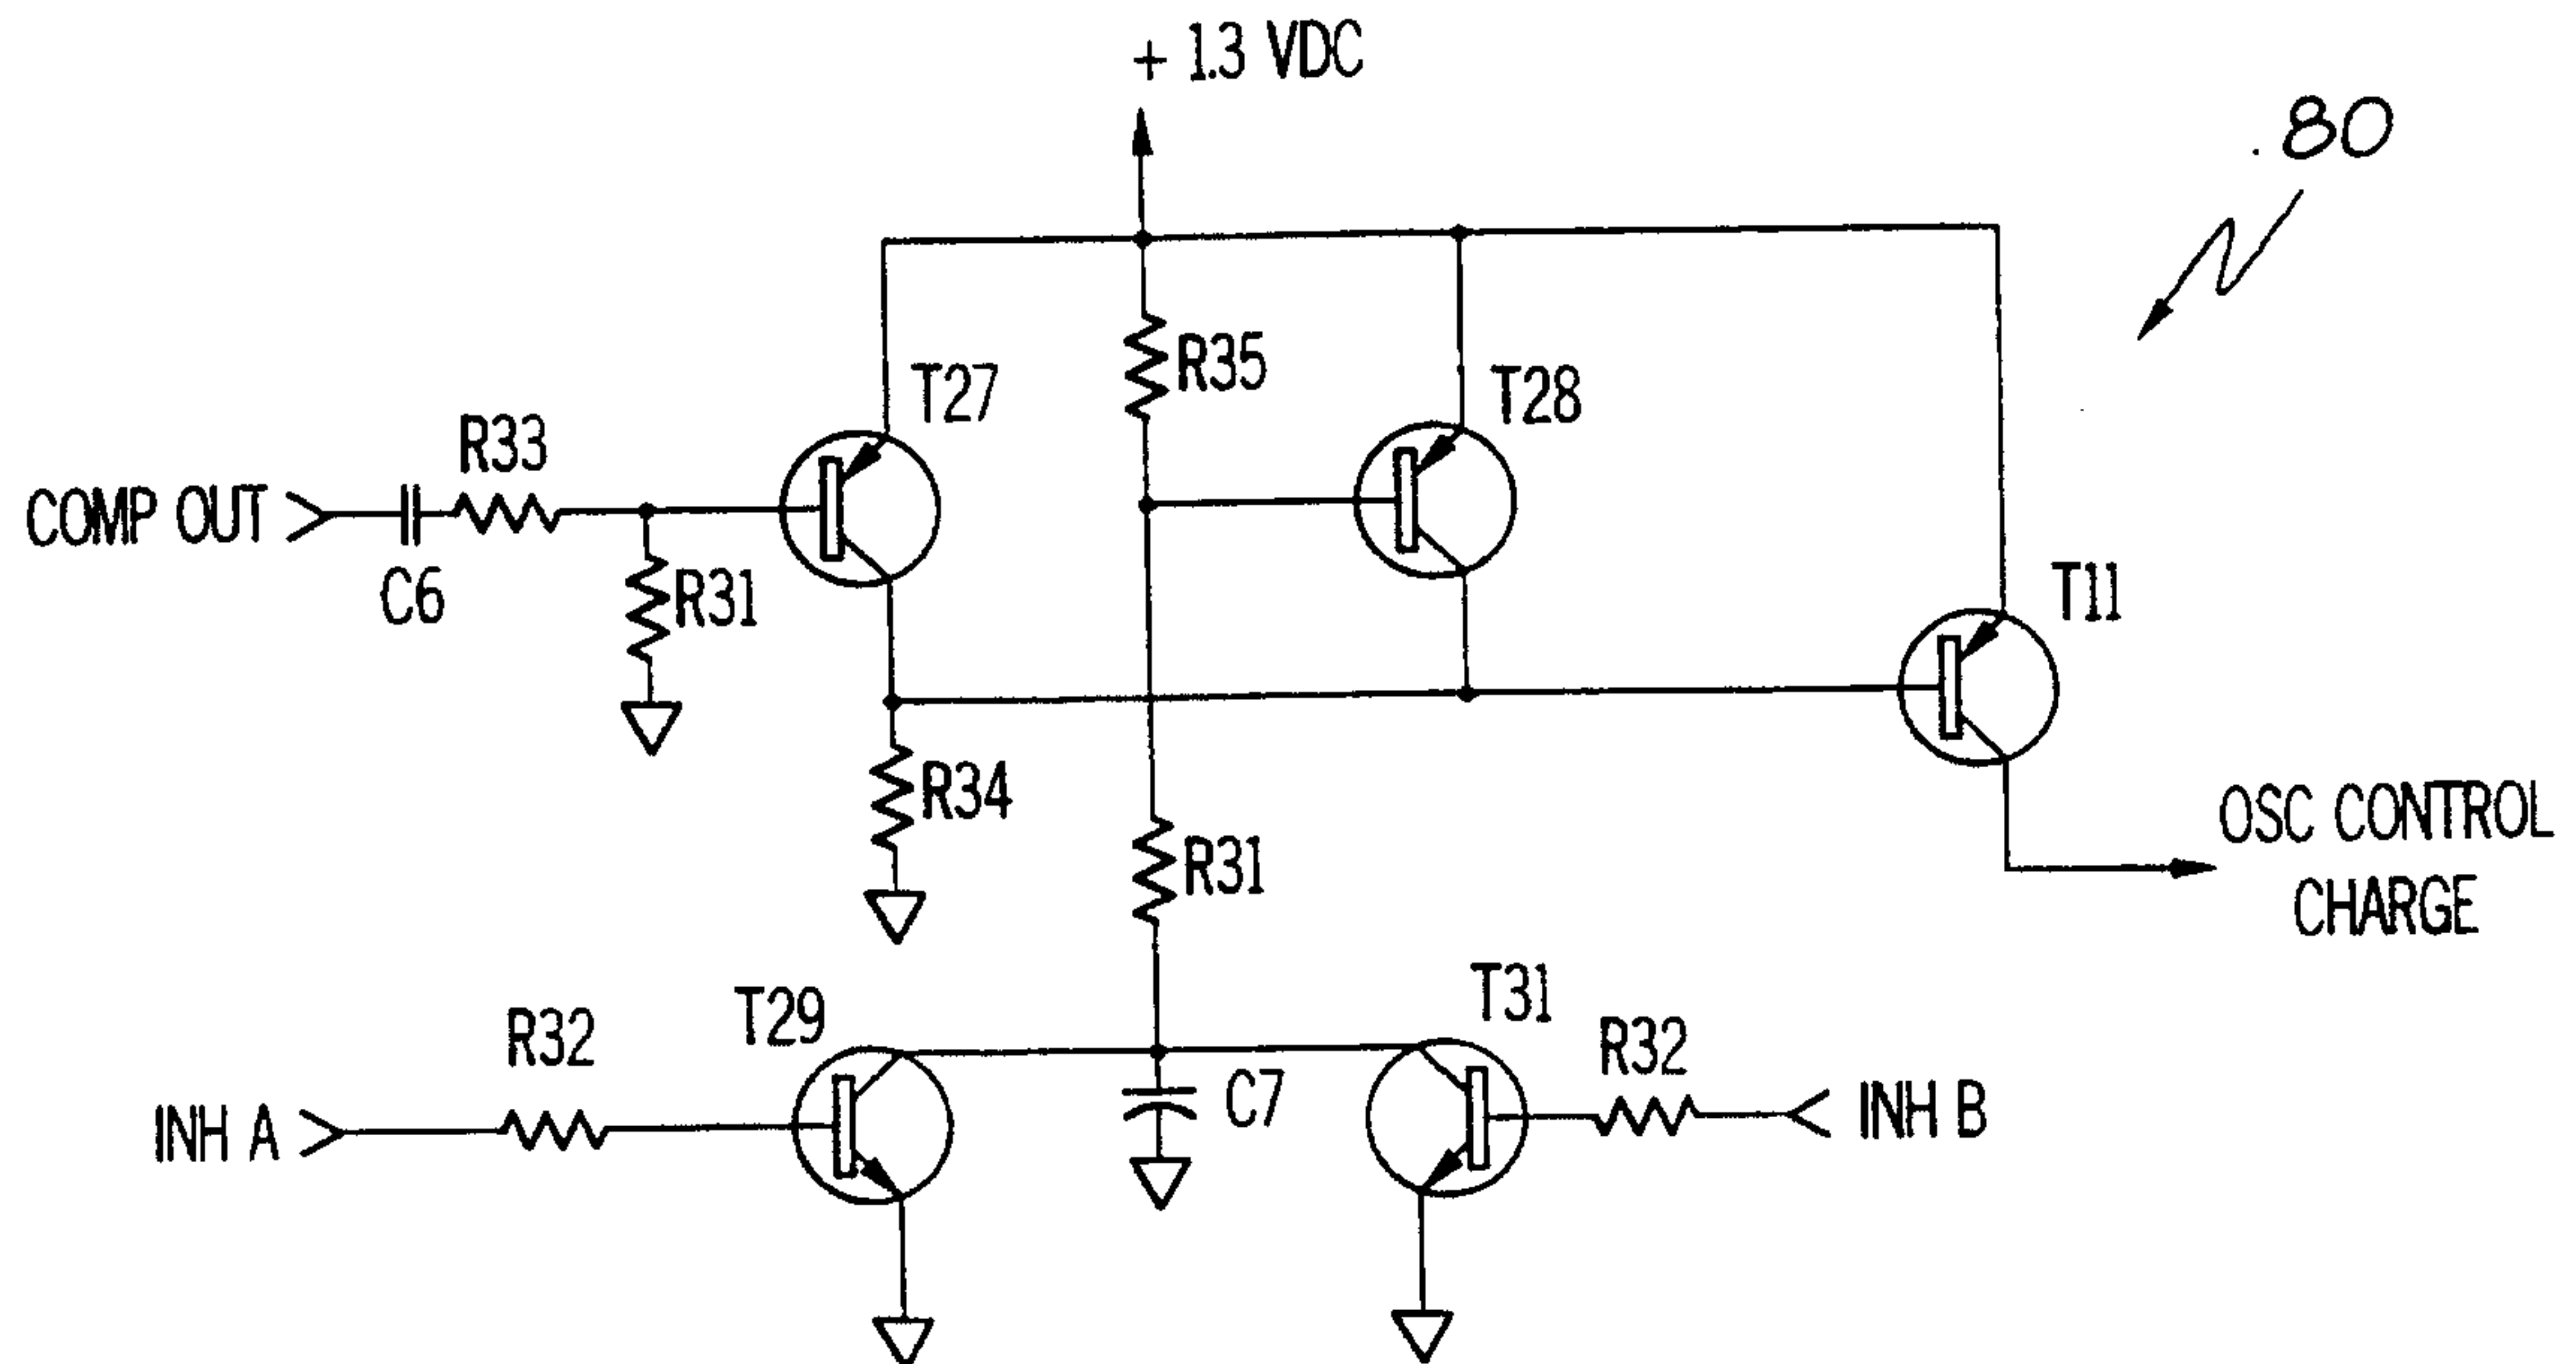 + 1.3 VDC
.80
T27
R35
T28
R33
COMP OUT
C6
R31
T11
R34
R31
OSC CONTROL
CHARGE
T29
T31
R32
R32
C7
INH A
INH B